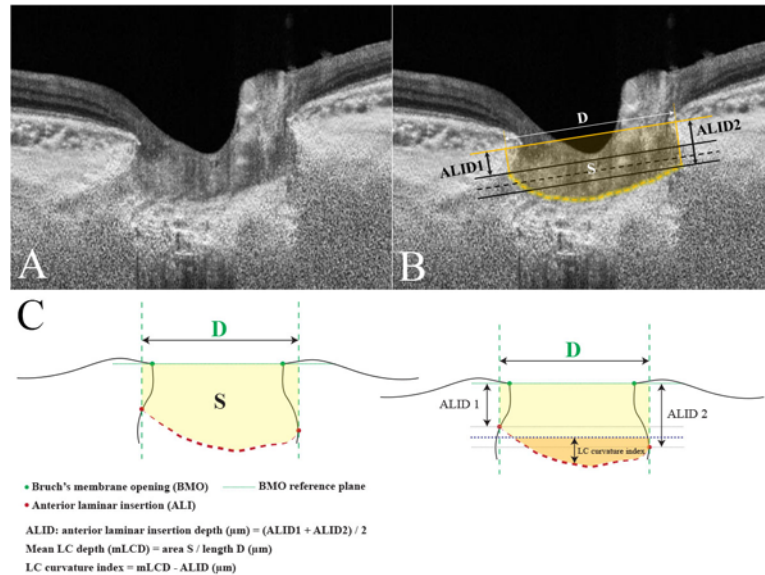 A
B
D
ALID1
ALID2
S
C
D
S
D
ALID 1
ALID 2
LC curvature index
Bruch's membrane opening (BMO)
BMO reference plane
Anterior laminar insertion (ALI)
ALID: anterior laminar insertion depth (μm) = (ALID1 + ALID2) / 2
Mean LC depth (mLCD) = area S / length D (μm)
LC curvature index = mLCD - ALID (μm)